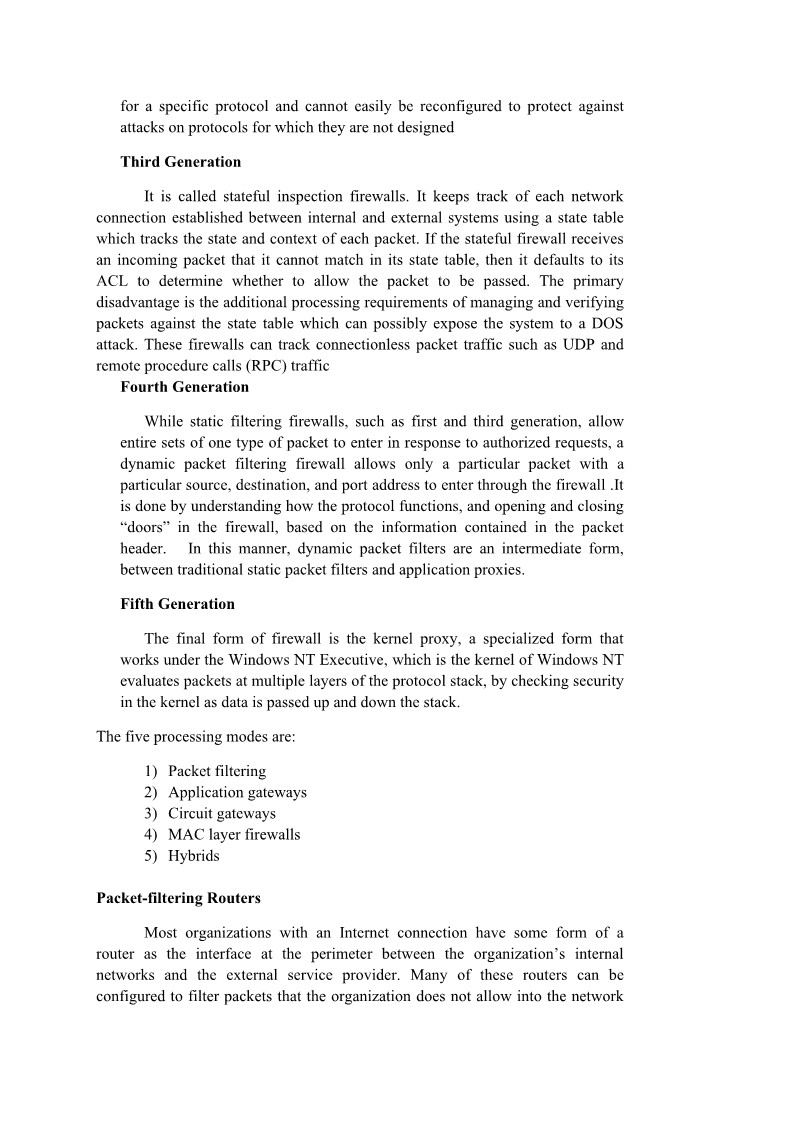 for a specific protocol and cannot easily be reconfigured to protect against
attacks on protocols for which they are not designed
Third Generation
It is called stateful inspection firewalls. It keeps track of each network
connection established between internal and external systems using a state table
which tracks the state and context of each packet. If the stateful firewall receives
an incoming packet that it cannot match in its state table, then it defaults to its
ACL to determine whether to allow the packet to be passed. The primary
disadvantage is the additional processing requirements of managing and verifying
packets against the state table which can possibly expose the system to a DOS
attack. These firewalls can track connectionless packet traffic such as UDP and
remote procedure calls (RPC) traffic
Fourth Generation
While static filtering firewalls, such as first and third generation, allow
entire sets of one type of packet to enter in response to authorized requests, a
dynamic packet filtering firewall allows only a particular packet with a
particular source, destination, and port address to enter through the firewall .It
is done by understanding how the protocol functions, and opening and closing
“doors” in the firewall, based on the information contained in the packet
header. In this manner, dynamic packet filters are an intermediate form,
between traditional static packet filters and application proxies.
Fifth Generation
The final form of firewall is the kernel proxy, a specialized form that
works under the Windows NT Executive, which is the kernel of Windows NT
evaluates packets at multiple layers of the protocol stack, by checking security
in the kernel as data is passed up and down the stack.
The five processing modes are:
1) Packet filtering
2) Application gateways
3) Circuit gateways
4) MAC layer firewalls
5) Hybrids
Packet-filtering Routers
Most organizations with an Internet connection have some form of a
router as the interface at the perimeter between the organization’s internal
networks and the external service provider. Many of these routers can be
configured to filter packets that the organization does not allow into the network